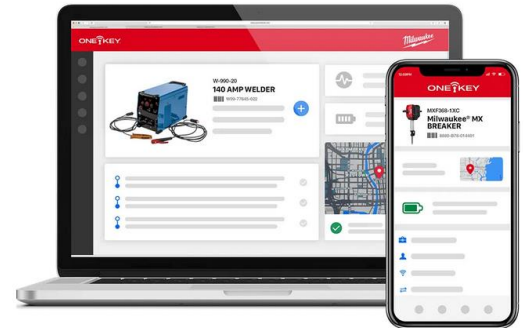 ONE KEY
Milwaukee
W-990-20
140 AMP WELDER
ONE KEY
MXF368-1XC
Milwaukee® MX
BREAKER